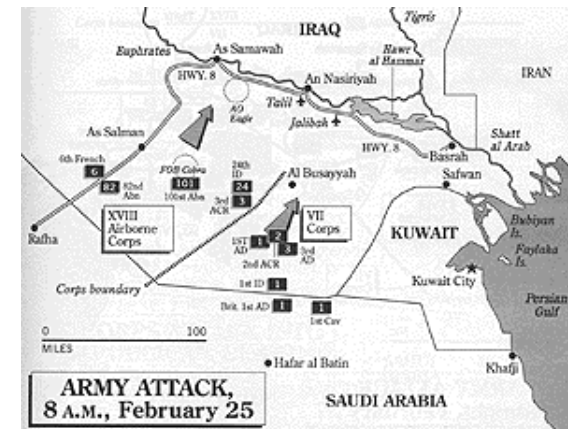 IRAQ
Tigris
Euphrates
As Samawah
HWY. 8
An Nasiriyah
Hawr
al Hammar
IRAN
AO
Eagle
Talil
Jalibah
As Salman
HWY. 8
Basrah
Shatt
al Arab
6th French
6
FOB Cobra
24th
ID
24
Al Busayyah
Safwan
82
82nd
Abn
101
101st Abn
3rd
ACR
3
XVIII
Airborne
Corps
VII
Corps
KUWAIT
Bubiyan
Is.
Faylaka
Is.
Rafha
1ST
AD
1
2
3
3rd
AD
2nd ACR
Kuwait City
Corps boundary
1st ID
1
Persian
Gulf
Brit. 1st AD
1
1
1st Cav
0
100
MILES
Hafar al Batin
Khafji
ARMY ATTACK,
8 A.M., February 25
SAUDI ARABIA